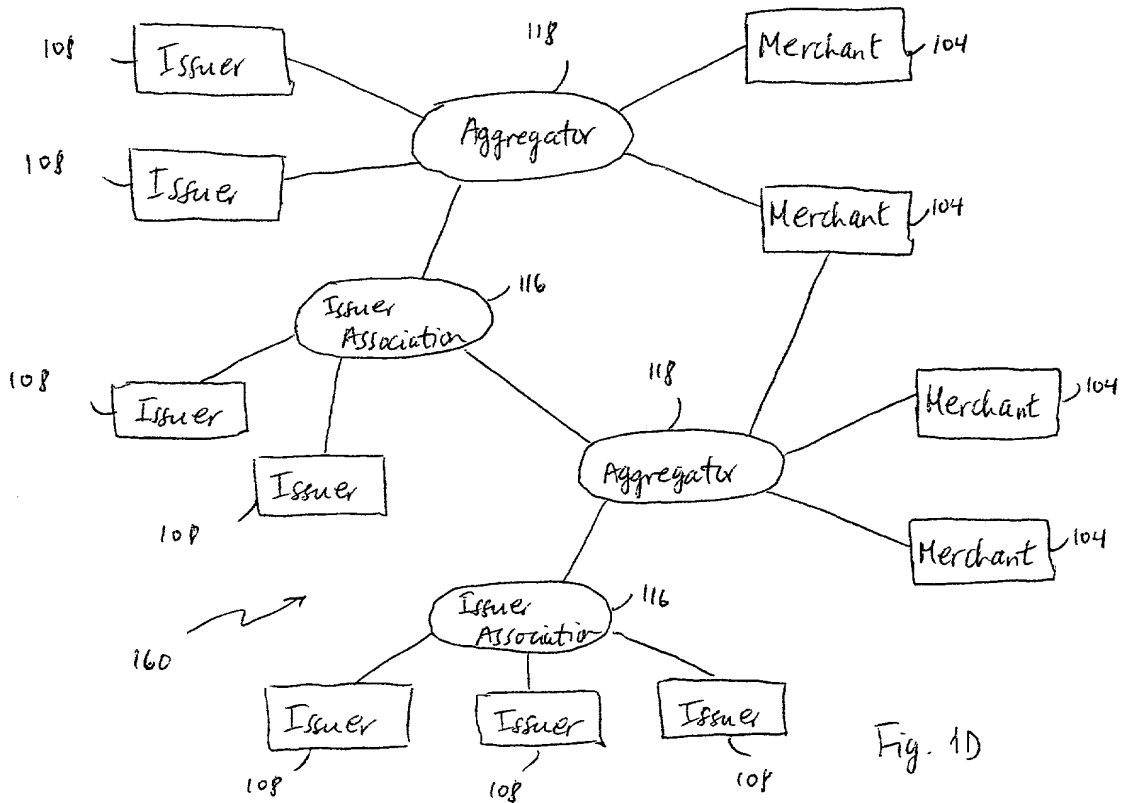 108
Issuer
118
Aggregator
Merchant
104
108
Issuer
Merchant
104
116
Issuer
Association
108
Issuer
118
Merchant
104
Issuer
108
Aggregator
Merchant
104
160
Issuer
Association
116
Issuer
108
Issuer
108
Issuer
108
Fig. 1D